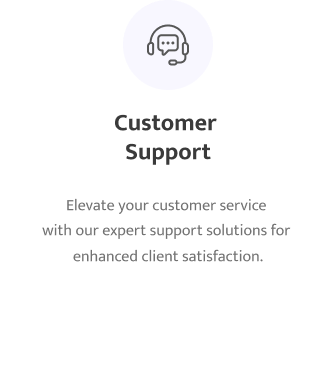 Customer
Support
Elevate your customer service
with our expert support solutions for
enhanced client satisfaction.